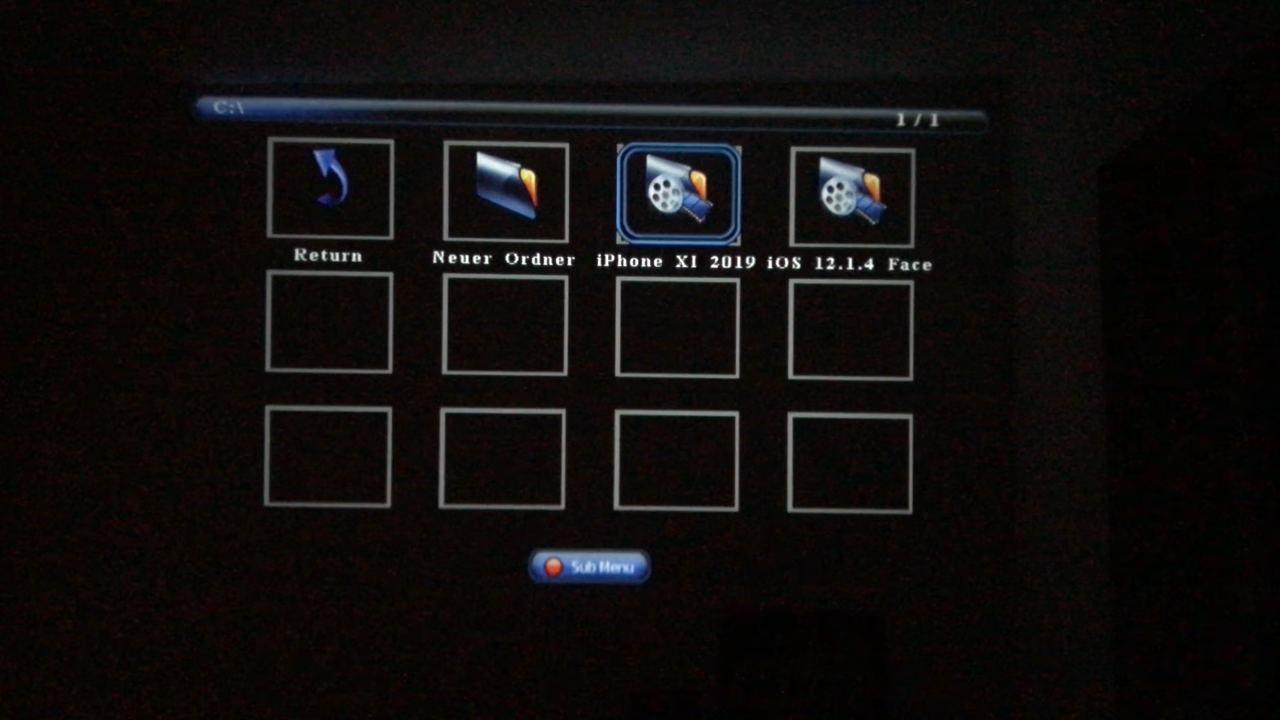 C:\
1 / 1
Return
Neuer Ordner
iPhone XI 2019
iOS 12.1.4 Face
Sub Menu